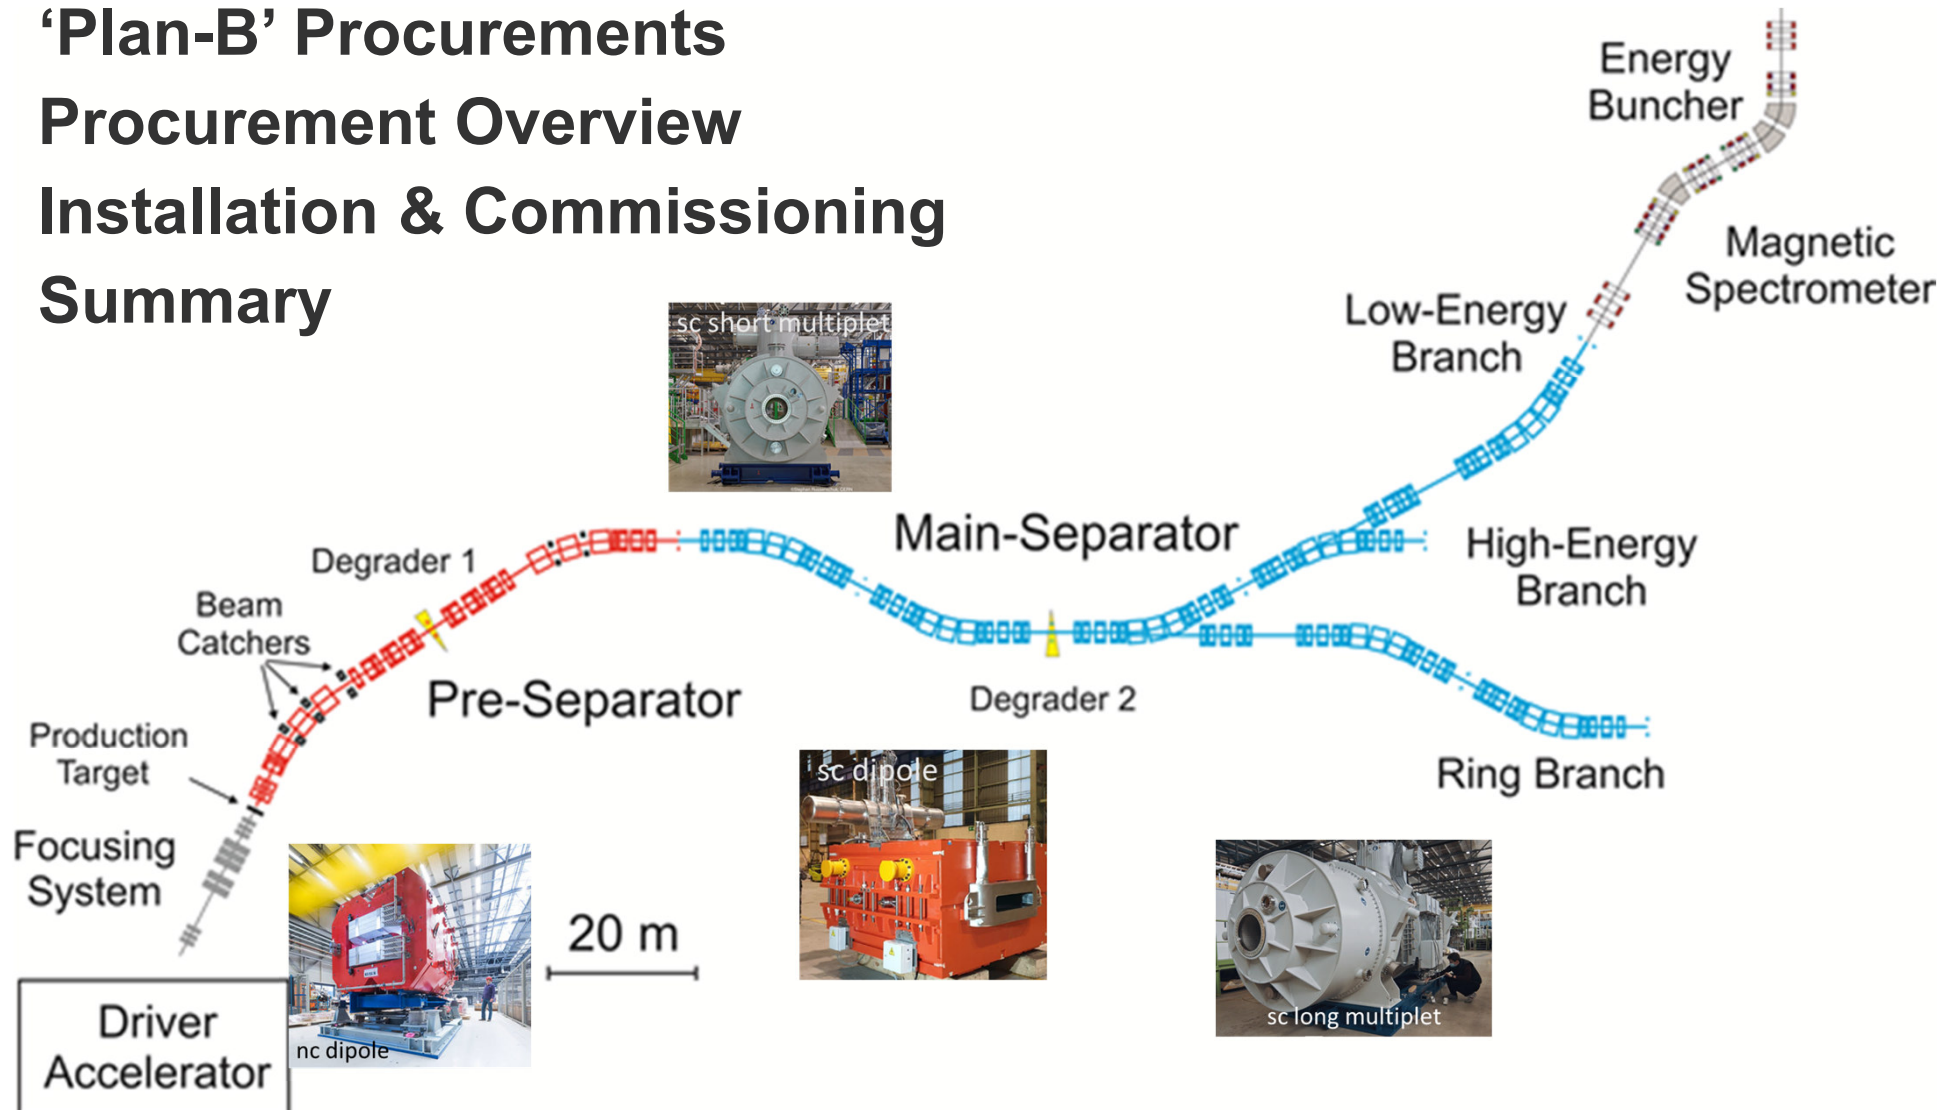 ‘Plan-B’ Procurements
Procurement Overview
Installation & Commissioning
Summary
Energy
Buncher
Magnetic
Spectrometer
Low-Energy
Branch
sc short multiplet
Main-Separator
High-Energy
Branch
Degrader 1
Beam
Catchers
Pre-Separator
Degrader 2
Production
Target
Ring Branch
sc dipole
Focusing
System
20 m
sc long multiplet
nc dipole
Driver
Accelerator